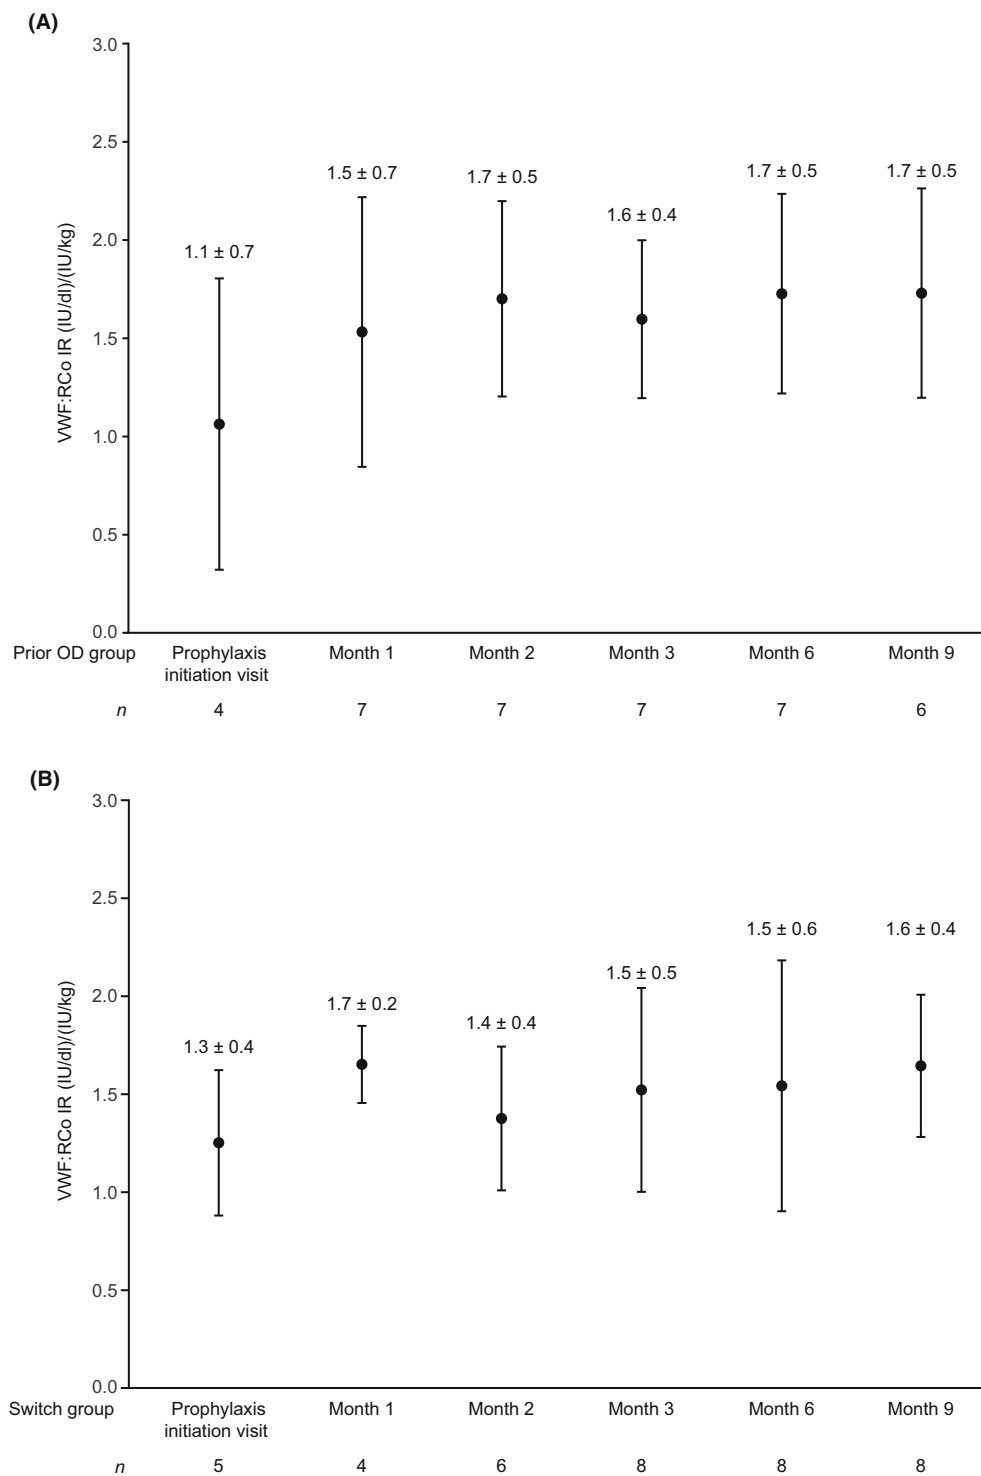 (A)
3.0
2.5
2.0
1.5
1.0
0.5
0.0
VWF:RCo IR (IU/dl)/(IU/kg)
1.1 ± 0.7
1.5 ± 0.7
1.7 ± 0.5
1.6 ± 0.4
1.7 ± 0.5
1.7 ± 0.5
Prior OD group Prophylaxis Month 1 Month 2 Month 3 Month 6 Month 9
initiation visit
n 4 7 7 7 7 6
(B)
3.0
2.5
2.0
1.5
1.0
0.5
0.0
VWF:RCo IR (IU/dl)/(IU/kg)
1.3 ± 0.4
1.7 ± 0.2
1.4 ± 0.4
1.5 ± 0.5
1.5 ± 0.6
1.6 ± 0.4
Switch group Prophylaxis Month 1 Month 2 Month 3 Month 6 Month 9
initiation visit
n 5 4 6 8 8 8